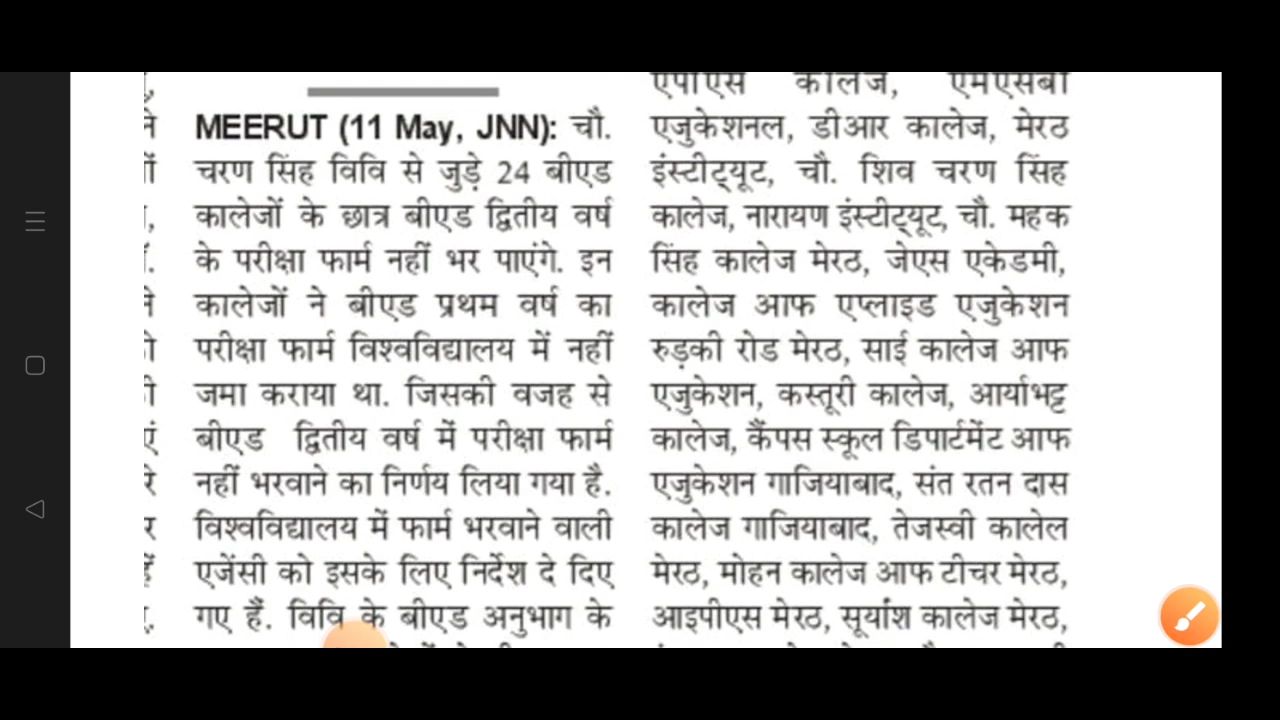 MEERUT (11 May, JNN): चौ.
चरण सिंह विवि से जुड़े 24 बीएड
कालेजों के छात्र बीएड द्वितीय वर्ष
के परीक्षा फार्म नहीं भर पाएंगे. इन
कालेजों ने बीएड प्रथम वर्ष का
परीक्षा फार्म विश्वविद्यालय में नहीं
जमा कराया था. जिसकी वजह से
बीएड द्वितीय वर्ष में परीक्षा फार्म
नहीं भरवाने का निर्णय लिया गया है.
विश्वविद्यालय में फार्म भरवाने वाली
एजेंसी को इसके लिए निर्देश दे दिए
गए हैं. विवि के बीएड अनुभाग के
एपीएस कालेज, एमएसबी
एजुकेशनल, डीआर कालेज, मेरठ
इंस्टीट्यूट, चौ. शिव चरण सिंह
कालेज, नारायण इंस्टीट्यूट, चौ. महक
सिंह कालेज मेरठ, जेएस एकेडमी,
कालेज आफ एप्लाइड एजुकेशन
रुड़की रोड मेरठ, साई कालेज आफ
एजुकेशन, कस्तूरी कालेज, आर्याभट्ट
कालेज, कैंपस स्कूल डिपार्टमेंट आफ
एजुकेशन गाजियाबाद, संत रतन दास
कालेज गाजियाबाद, तेजस्वी कालेल
मेरठ, मोहन कालेज आफ टीचर मेरठ,
आइपीएस मेरठ, सूर्यांश कालेज मेरठ,